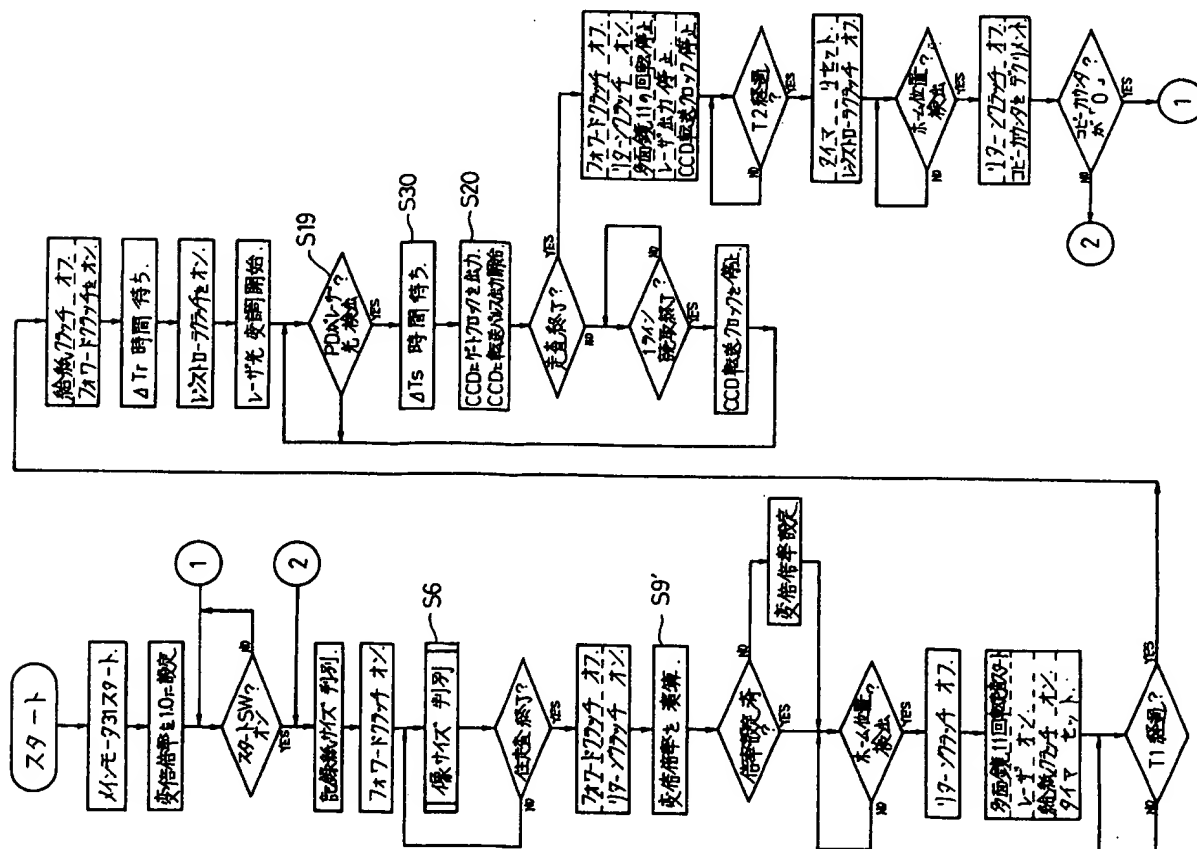 スタート
メインモータ31スタート
変倍倍率を1.0に設定
1
スタートSW?
オン
NO
YES
2
記録紙サイズ判別
フォワードクラッチ オン
像サイズ 判別
S6
走査終了?
NO
YES
フォワードクラッチ オフ
リターンクラッチ オン
変倍倍率を 演算
S9'
倍率設定済
?
NO
YES
変倍倍率設定
ホーム位置?
検出
NO
YES
リターンクラッチ オフ
多面鏡11回転スタート
レーザ オン
給紙クラッチ オン
タイマ セット
T1経過?
NO
YES
給紙クラッチ オフ
フォワードクラッチをオン
ΔTr 時間 待ち
レジストローラクラッチをオン
レーザ光 変調開始
PDがレーザ?
光 検出
S19
YES
ΔTs 時間 待ち
S30
CCDにゲートクロックを出力
CCDに転送パルス出力開始
S20
走査終了?
YES
NO
1ライン
読取終了?
NO
YES
CCD転送クロックを停止
フォワードクラッチ オフ
リターンクラッチ オン
多面鏡11の回転停止
レーザ出力停止
CCD転送クロック停止
T2経過
?
NO
YES
タイマ リセット
レジストローラクラッチ オフ
ホーム位置?
検出
NO
YES
リターンクラッチ オフ
コピーカウンタを デクリメント
コピーカウンタ?
が「0」
NO
YES
2
1